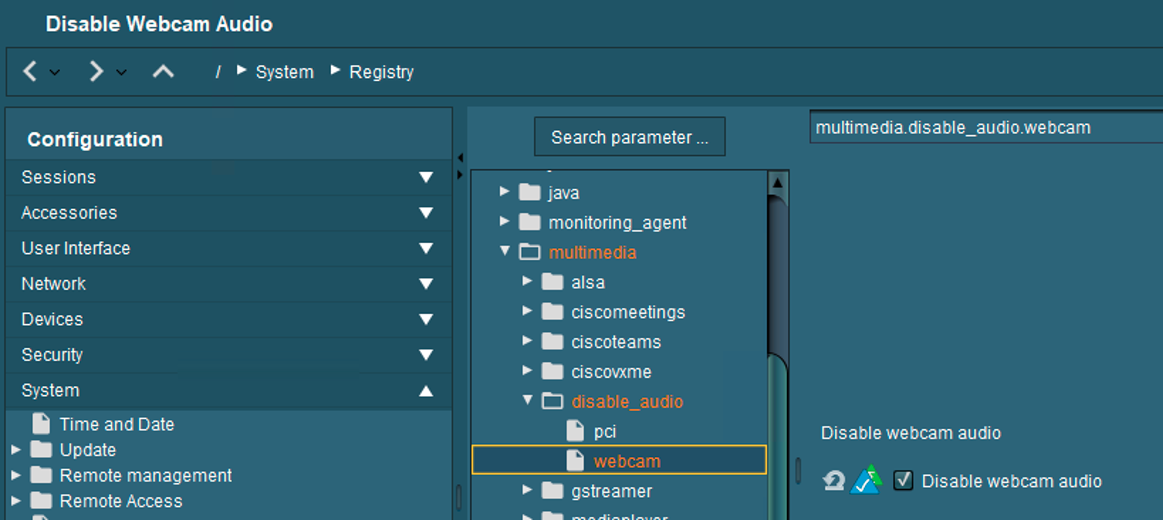 Disable Webcam Audio
/ System Registry
Configuration
Sessions
Accessories
User Interface
Network
Devices
Security
System
Time and Date
Update
Remote management
Remote Access
Search parameter ...
java
monitoring_agent
multimedia
alsa
ciscomeetings
ciscoteams
ciscovxme
disable_audio
pci
webcam
gstreamer
mediaplayer
multimedia.disable_audio.webcam
Disable webcam audio
Disable webcam audio